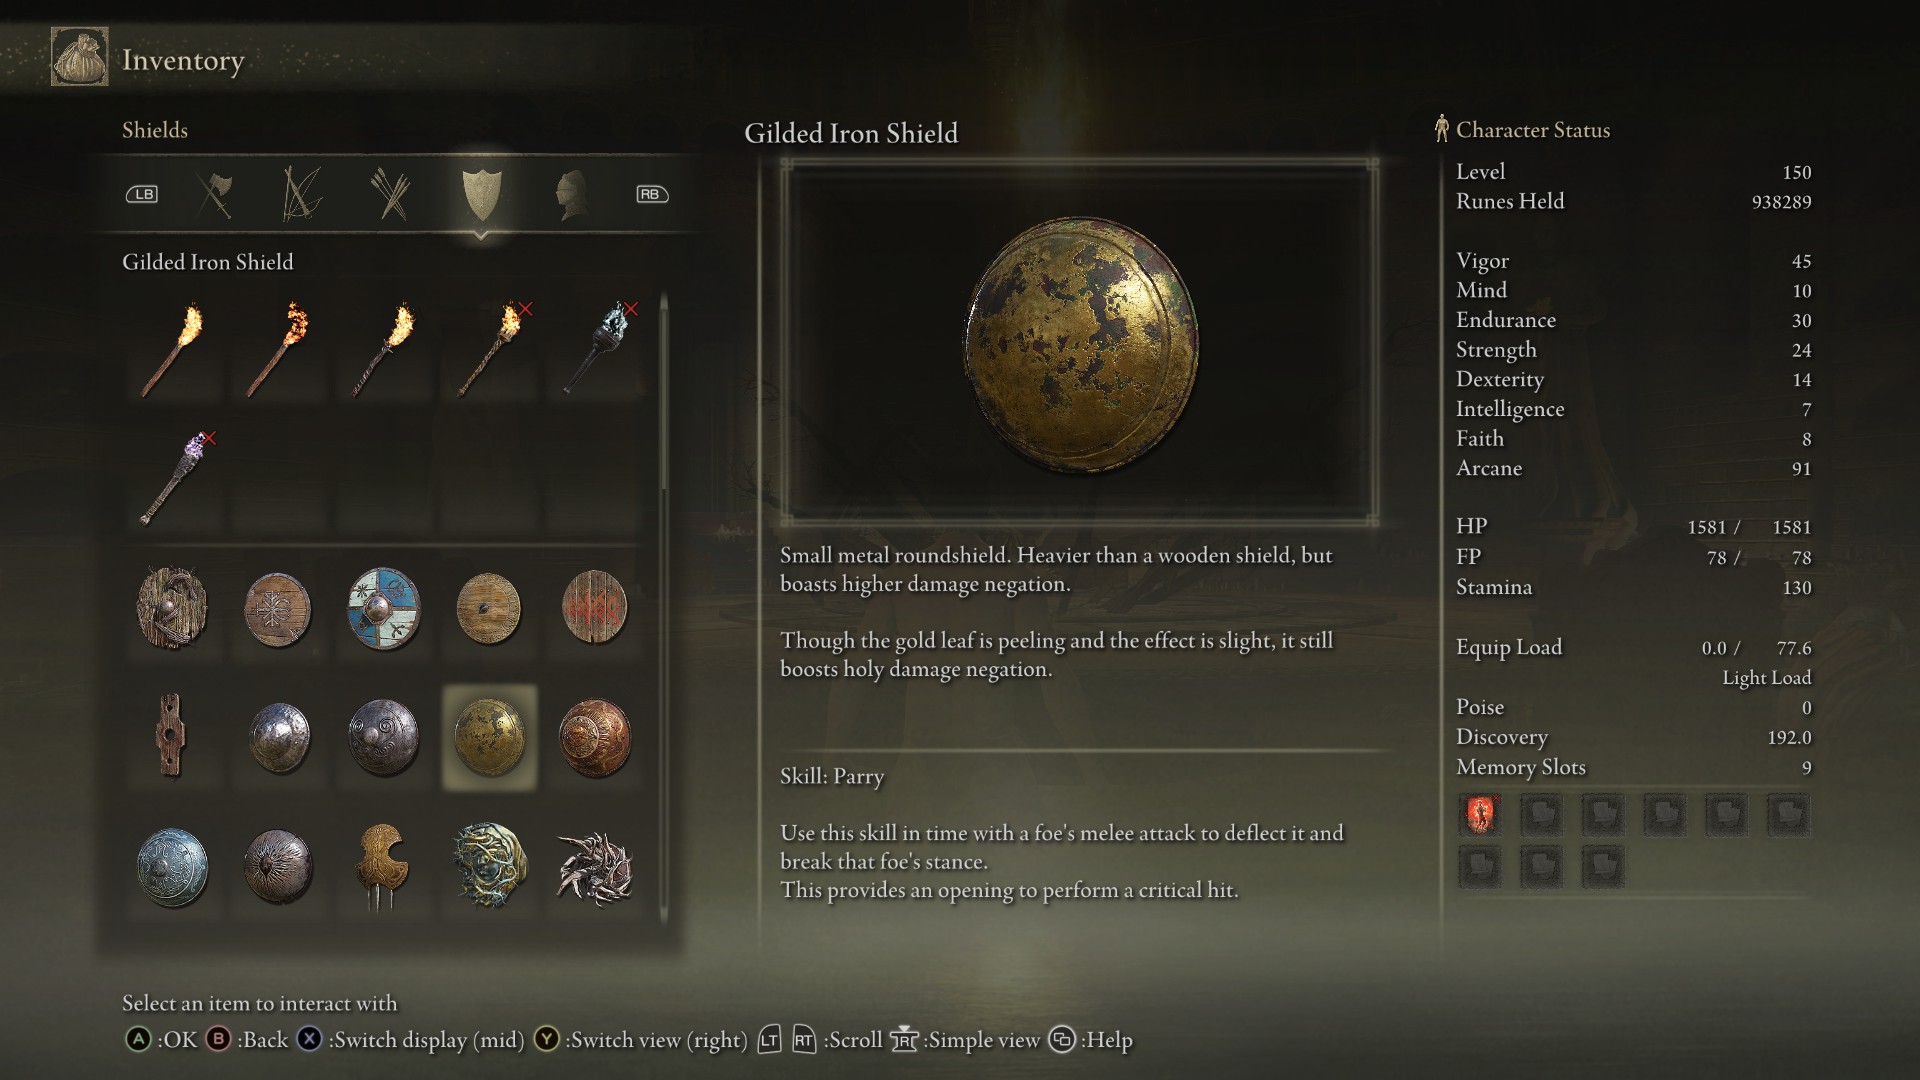 Inventory
Shields
LB
RB
Gilded Iron Shield
Gilded Iron Shield
Small metal roundshield. Heavier than a wooden shield, but
boasts higher damage negation.
Though the gold leaf is peeling and the effect is slight, it still
boosts holy damage negation.
Skill: Parry
Use this skill in time with a foe's melee attack to deflect it and
break that foe's stance.
This provides an opening to perform a critical hit.
Character Status
Level 150
Runes Held 938289
Vigor 45
Mind 10
Endurance 30
Strength 24
Dexterity 14
Intelligence 7
Faith 8
Arcane 91
HP 1581 / 1581
FP 78 / 78
Stamina 130
Equip Load 0.0 / 77.6
Light Load
Poise 0
Discovery 192.0
Memory Slots 9
Select an item to interact with
A :OK B :Back X :Switch display (mid) Y :Switch view (right) LT RT :Scroll R :Simple view :Help